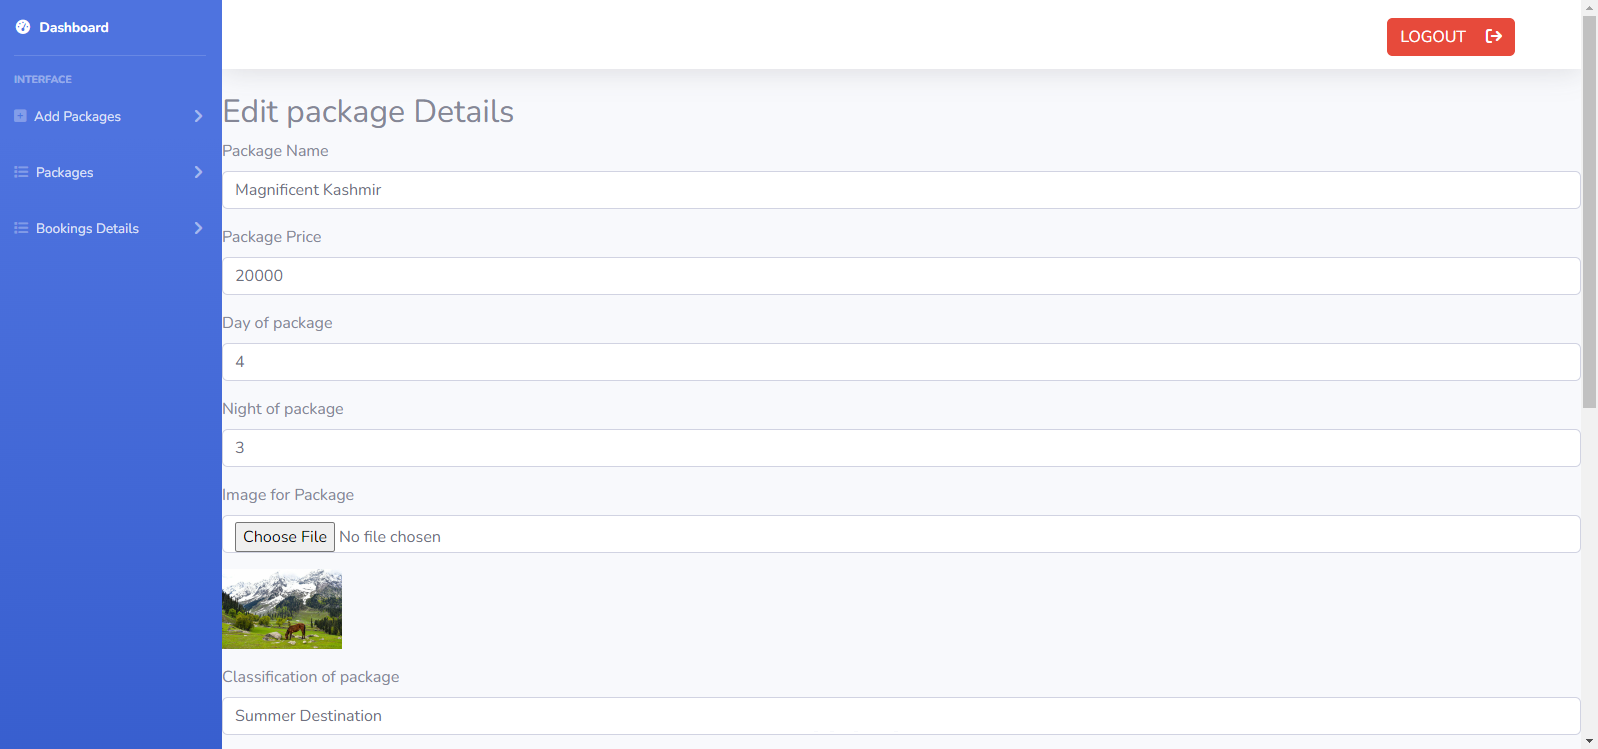 Dashboard
LOGOUT
INTERFACE
Add Packages
Packages
Bookings Details
Edit package Details
Package Name
Magnificent Kashmir
Package Price
20000
Day of package
4
Night of package
3
Image for Package
Choose File No file chosen
Classification of package
Summer Destination